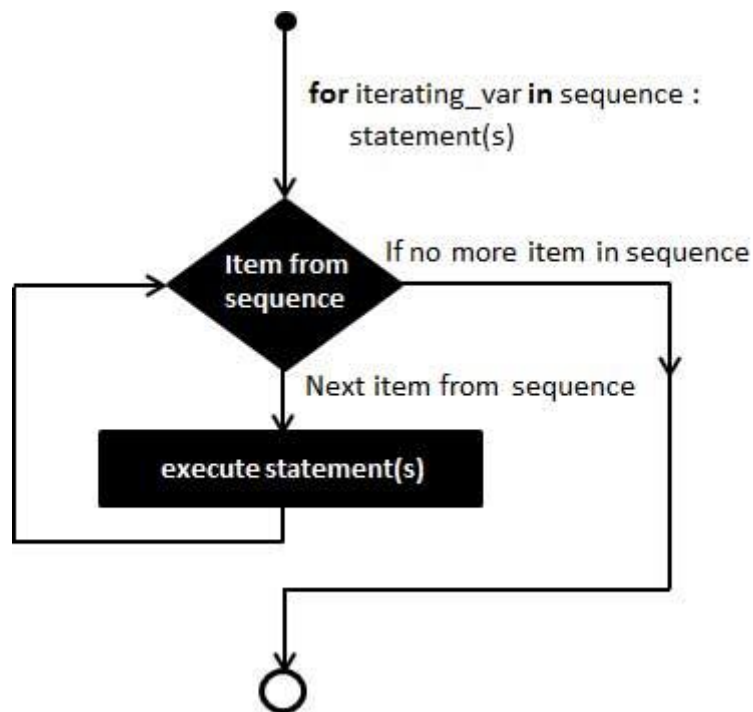 for iterating_var in sequence :
statement(s)
If no more item in sequence
Item from
sequence
Next item from sequence
execute statement(s)